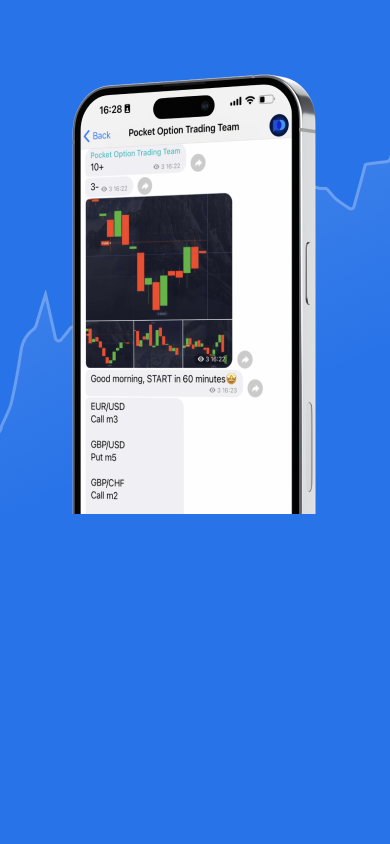 16:28
Back
Pocket Option Trading Team
Pocket Option Trading Team
10+
3 16:22
3-
3 16:22
3 16:22
Good morning, START in 60 minutes🤩
3 16:23
EUR/USD
Call m3
GBP/USD
Put m5
GBP/CHF
Call m2